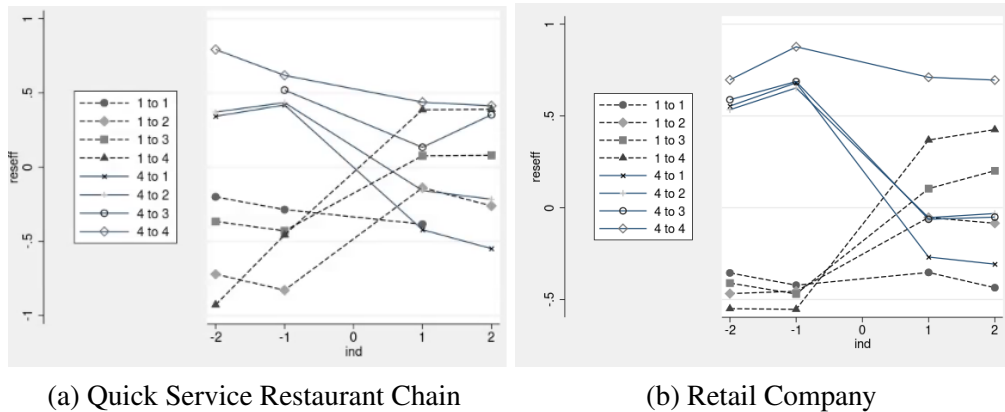 1
.5
0
-.5
-1
reseff
1 to 1
1 to 2
1 to 3
1 to 4
4 to 1
4 to 2
4 to 3
4 to 4
-2 -1 0 1 2
ind
(a) Quick Service Restaurant Chain
1
.5
0
-.5
reseff
1 to 1
1 to 2
1 to 3
1 to 4
4 to 1
4 to 2
4 to 3
4 to 4
-2 -1 0 1 2
ind
(b) Retail Company